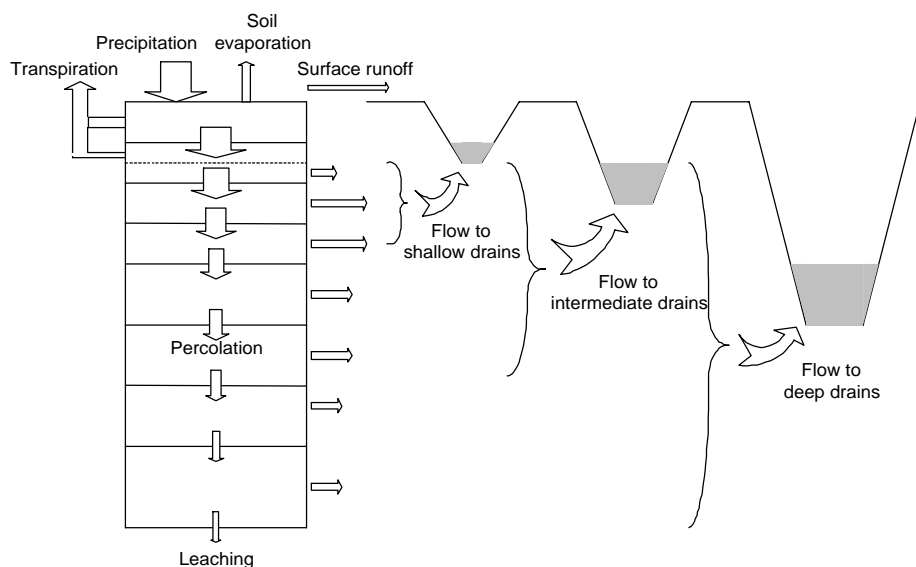 Soil
evaporation
Precipitation
Transpiration
Surface runoff
Flow to
shallow drains
Flow to
intermediate drains
Percolation
Flow to
deep drains
Leaching